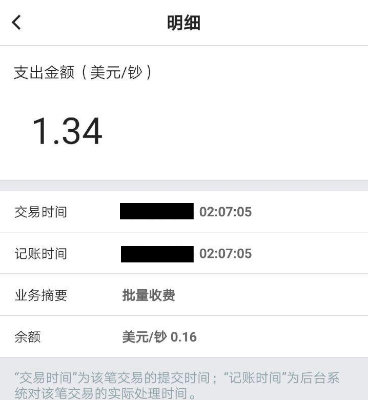 明细
支出金额（美元/钞）
1.34
交易时间 02:07:05
记账时间 02:07:05
业务摘要 批量收费
余额 美元/钞 0.16
“交易时间”为该笔交易的提交时间；“记账时间”为后台系
统对该笔交易的实际处理时间。